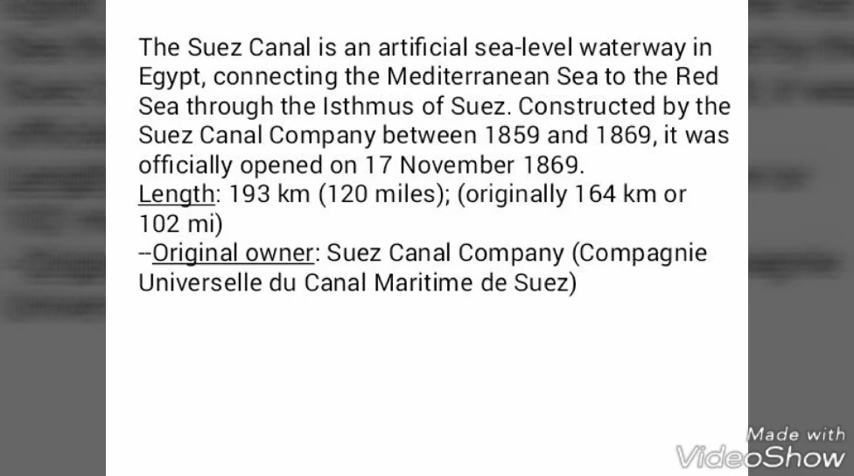 The Suez Canal is an artificial sea-level waterway in
Egypt, connecting the Mediterranean Sea to the Red
Sea through the Isthmus of Suez. Constructed by the
Suez Canal Company between 1859 and 1869, it was
officially opened on 17 November 1869.
Length: 193 km (120 miles); (originally 164 km or
102 mi)
--Original owner: Suez Canal Company (Compagnie
Universelle du Canal Maritime de Suez)
Made with
VideoShow